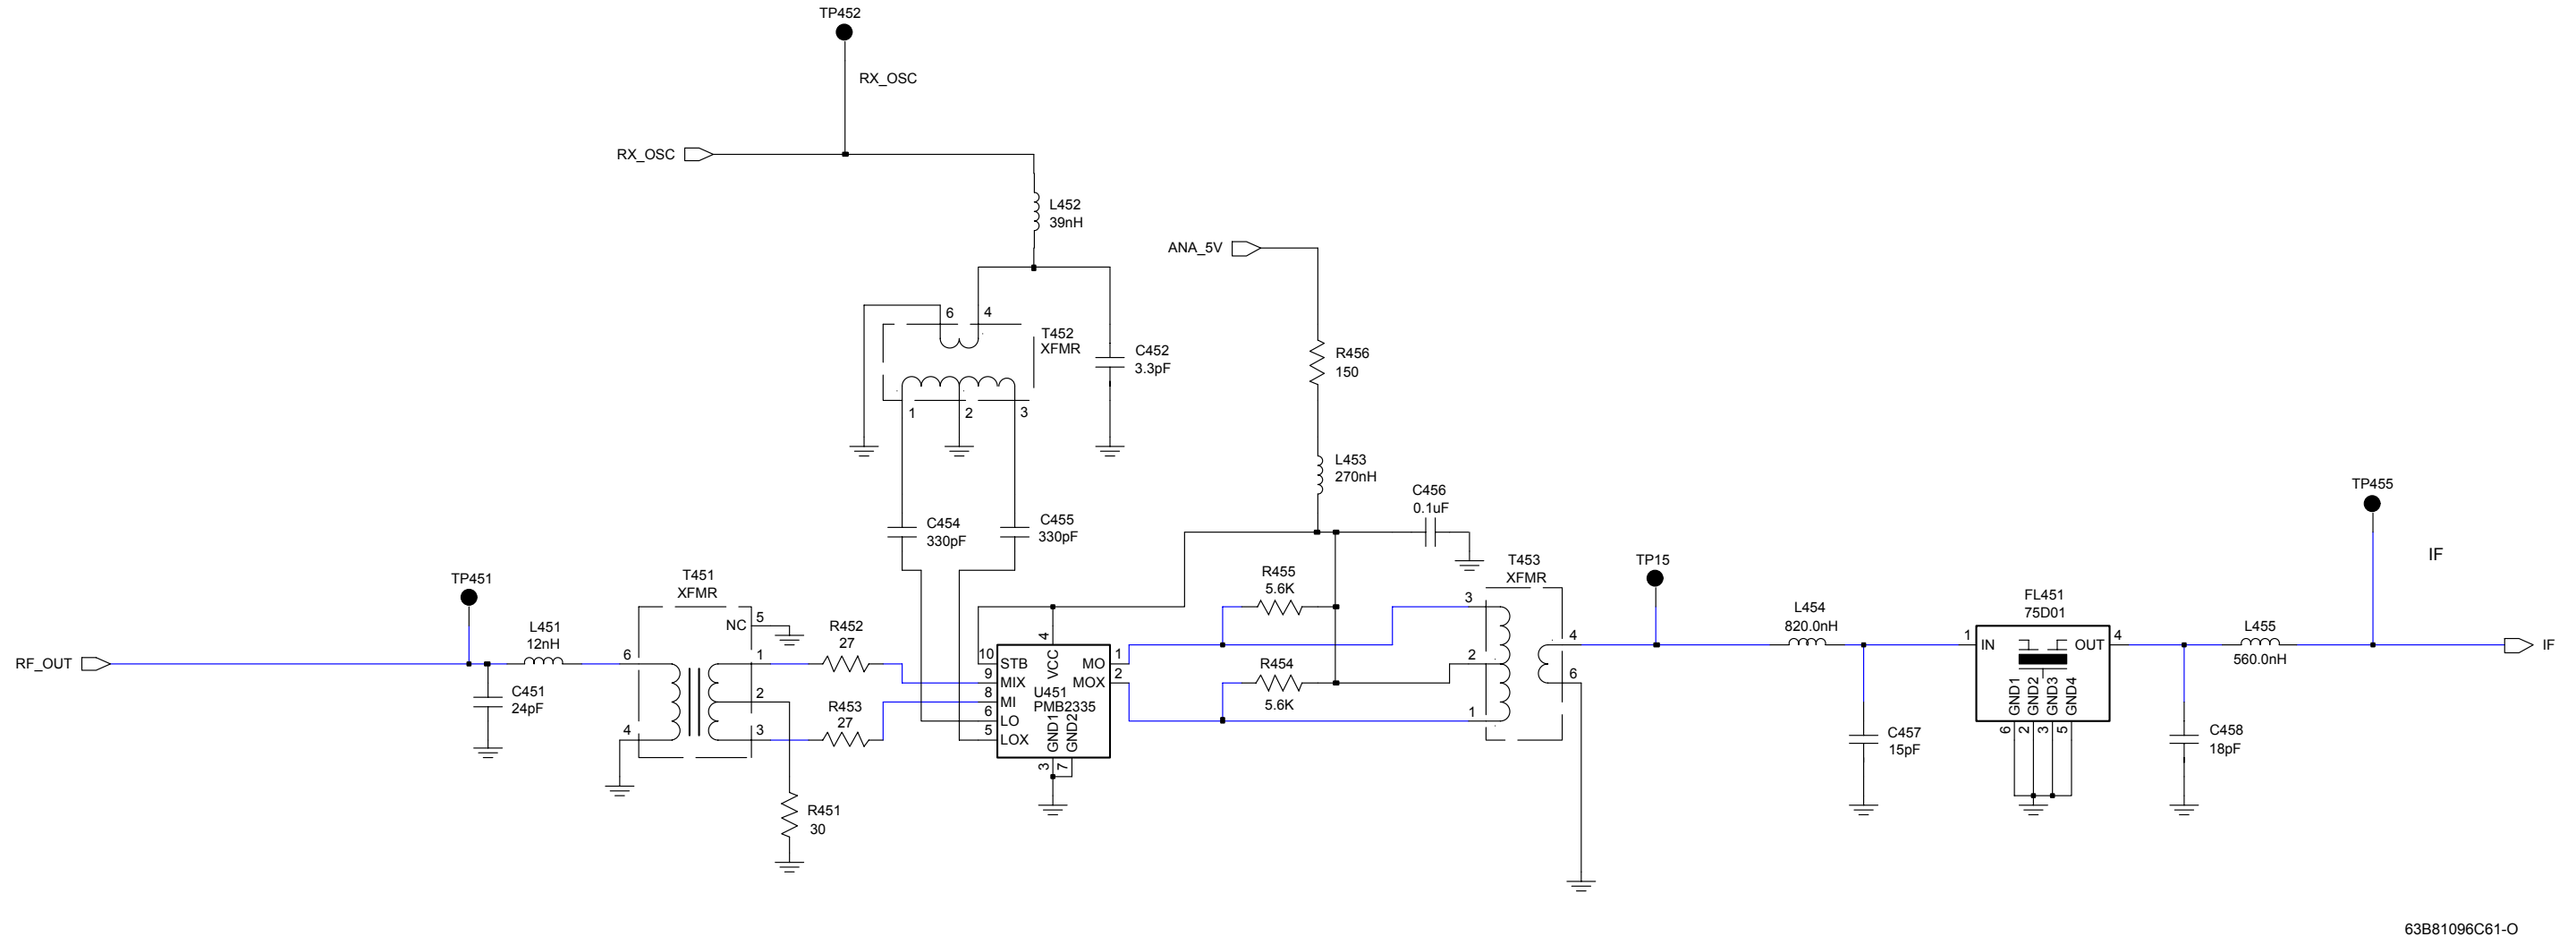 TP452
RX_OSC
RX_OSC
L452
39nH
ANA_5V
6
4
T452
XFMR
C452
3.3pF
R456
150
1
2
3
L453
270nH
C456
0.1uF
TP455
C454
330pF
C455
330pF
IF
TP451
T451
XFMR
R455
5.6K
T453
XFMR
TP15
FL451
75D01
L451
12nH
NC
5
R452
27
3
L454
820.0nH
4
4
1
IN
OUT
4
L455
560.0nH
IF
RF_OUT
6
1
10
STB
VCC
MO
1
R454
5.6K
2
9
MIX
MOX
2
6
C451
24pF
2
8
MI
U451
PMB2335
GND1
GND2
GND3
GND4
R453
27
6
LO
1
4
3
5
LOX
GND1
GND2
6
2
3
5
C457
15pF
C458
18pF
3
7
R451
30
63B81096C61-O